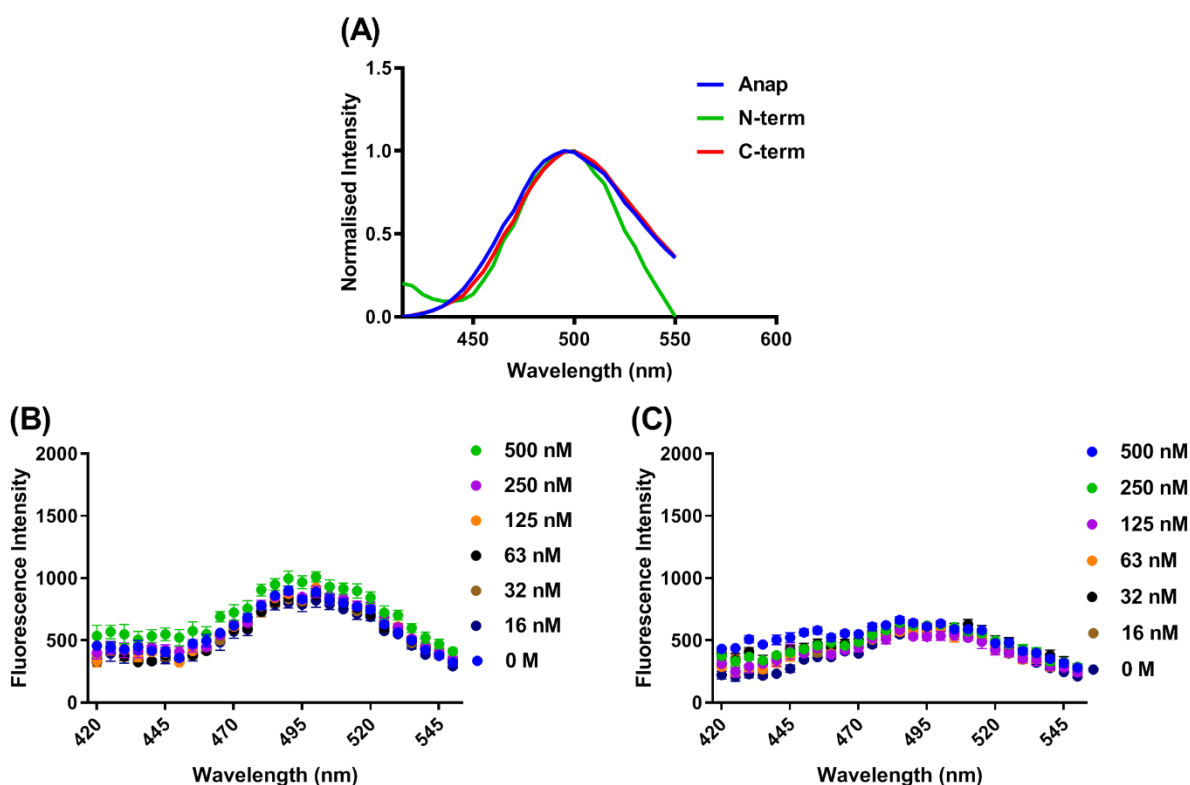 (A)
Normalised Intensity
1.5
1.0
0.5
0.0
450
500
550
600
Wavelength (nm)
Anap
N-term
C-term
(B)
Fluorescence Intensity
2000
1500
1000
500
0
420
445
470
495
520
545
Wavelength (nm)
500 nM
250 nM
125 nM
63 nM
32 nM
16 nM
0 M
(C)
Fluorescence Intensity
2000
1500
1000
500
0
420
445
470
495
520
545
Wavelength (nm)
500 nM
250 nM
125 nM
63 nM
32 nM
16 nM
0 M